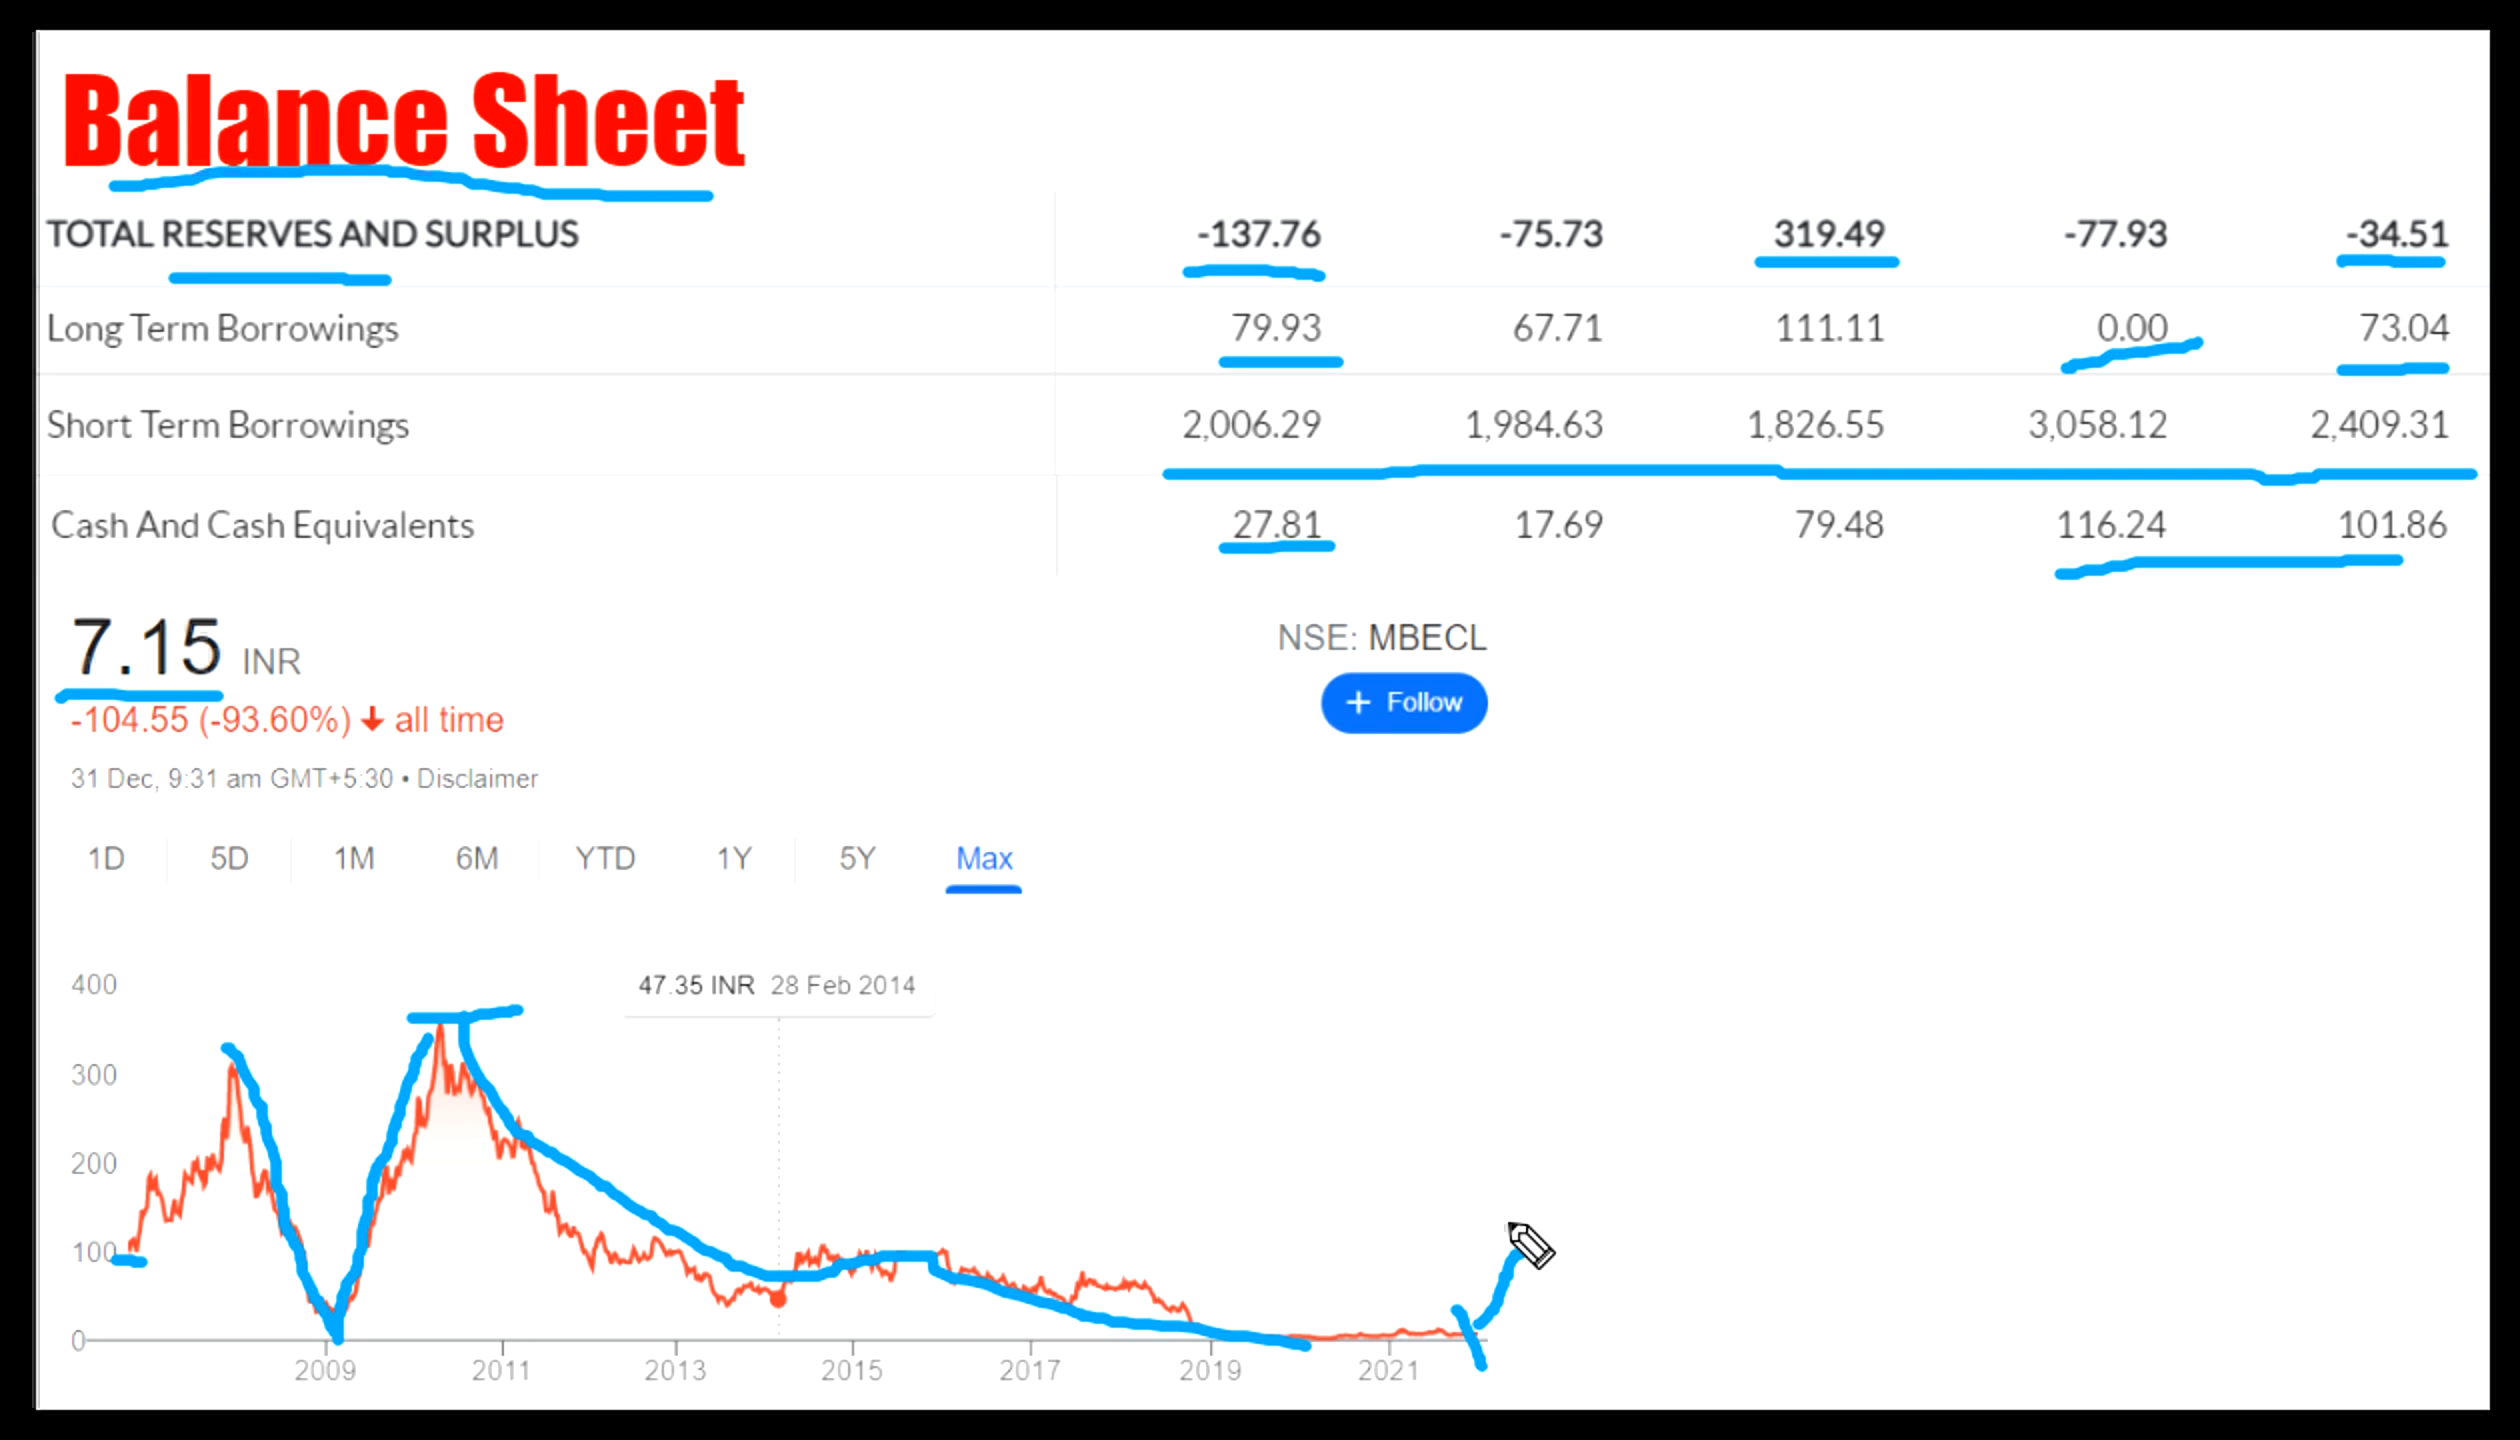 Balance Sheet
TOTAL RESERVES AND SURPLUS -137.76 -75.73 319.49 -77.93 -34.51
Long Term Borrowings 79.93 67.71 111.11 0.00 73.04
Short Term Borrowings 2,006.29 1,984.63 1,826.55 3,058.12 2,409.31
Cash And Cash Equivalents 27.81 17.69 79.48 116.24 101.86
7.15 INR
NSE: MBECL
+ Follow
-104.55 (-93.60%) ↓ all time
31 Dec, 9:31 am GMT+5:30 • Disclaimer
1D 5D 1M 6M YTD 1Y 5Y Max
47.35 INR 28 Feb 2014
400
300
200
100
0
2009 2011 2013 2015 2017 2019 2021